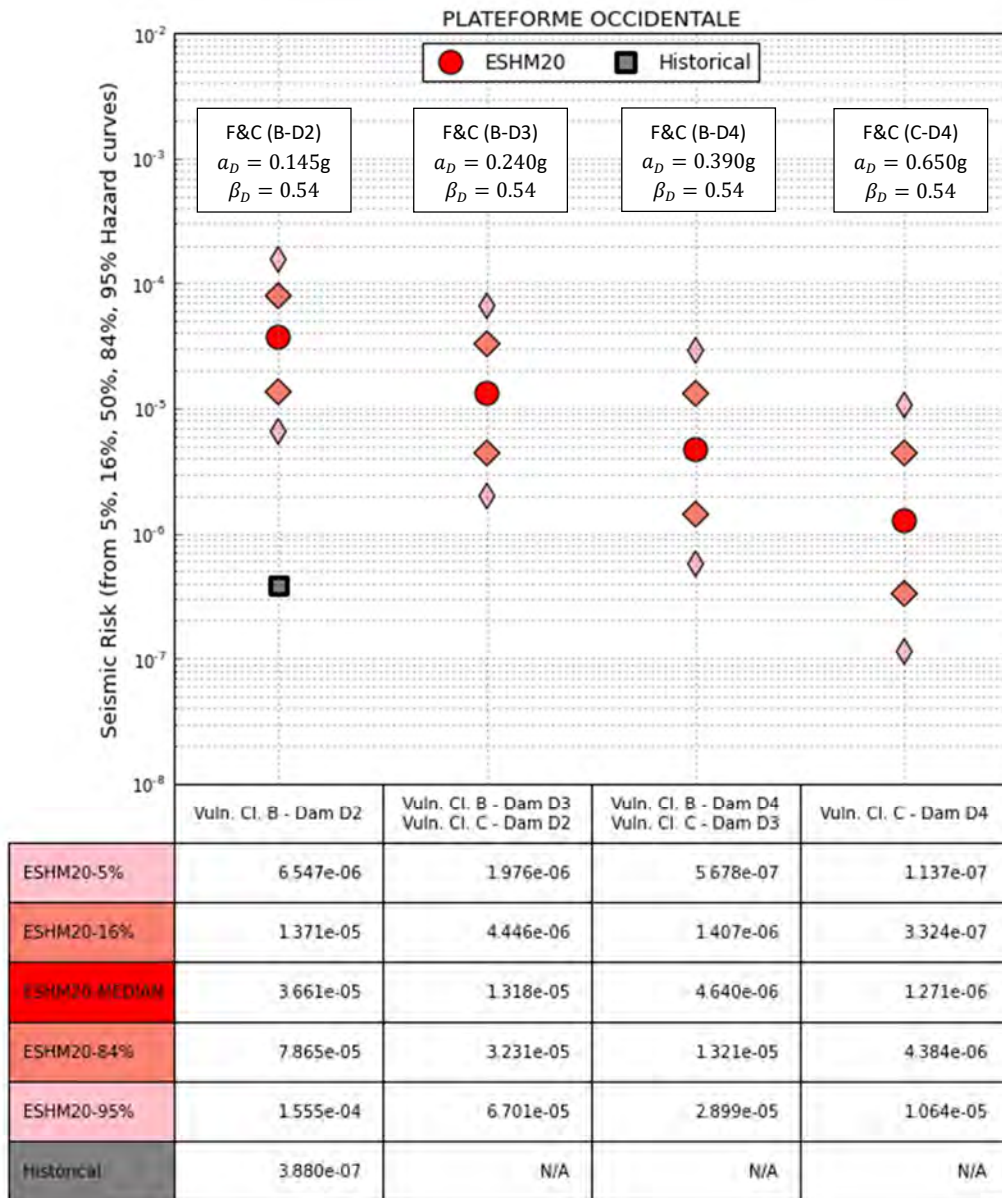 PLATEFORME OCCIDENTALE
ESHM20 Historical
Seismic Risk (from 5%, 16%, 50%, 84%, 95% Hazard curves)
10^-2
10^-3
10^-4
10^-5
10^-6
10^-7
10^-8
F&C (B-D2)
a_D = 0.145g
β_D = 0.54
F&C (B-D3)
a_D = 0.240g
β_D = 0.54
F&C (B-D4)
a_D = 0.390g
β_D = 0.54
F&C (C-D4)
a_D = 0.650g
β_D = 0.54
Vuln. Cl. B - Dam D2
Vuln. Cl. B - Dam D3
Vuln. Cl. C - Dam D2
Vuln. Cl. B - Dam D4
Vuln. Cl. C - Dam D3
Vuln. Cl. C - Dam D4
ESHM20-5% 6.547e-06 1.976e-06 5.678e-07 1.137e-07
ESHM20-16% 1.371e-05 4.446e-06 1.407e-06 3.324e-07
ESHM20-MEDIAN 3.661e-05 1.318e-05 4.640e-06 1.271e-06
ESHM20-84% 7.865e-05 3.231e-05 1.321e-05 4.384e-06
ESHM20-95% 1.555e-04 6.701e-05 2.899e-05 1.064e-05
Historical 3.880e-07 N/A N/A N/A